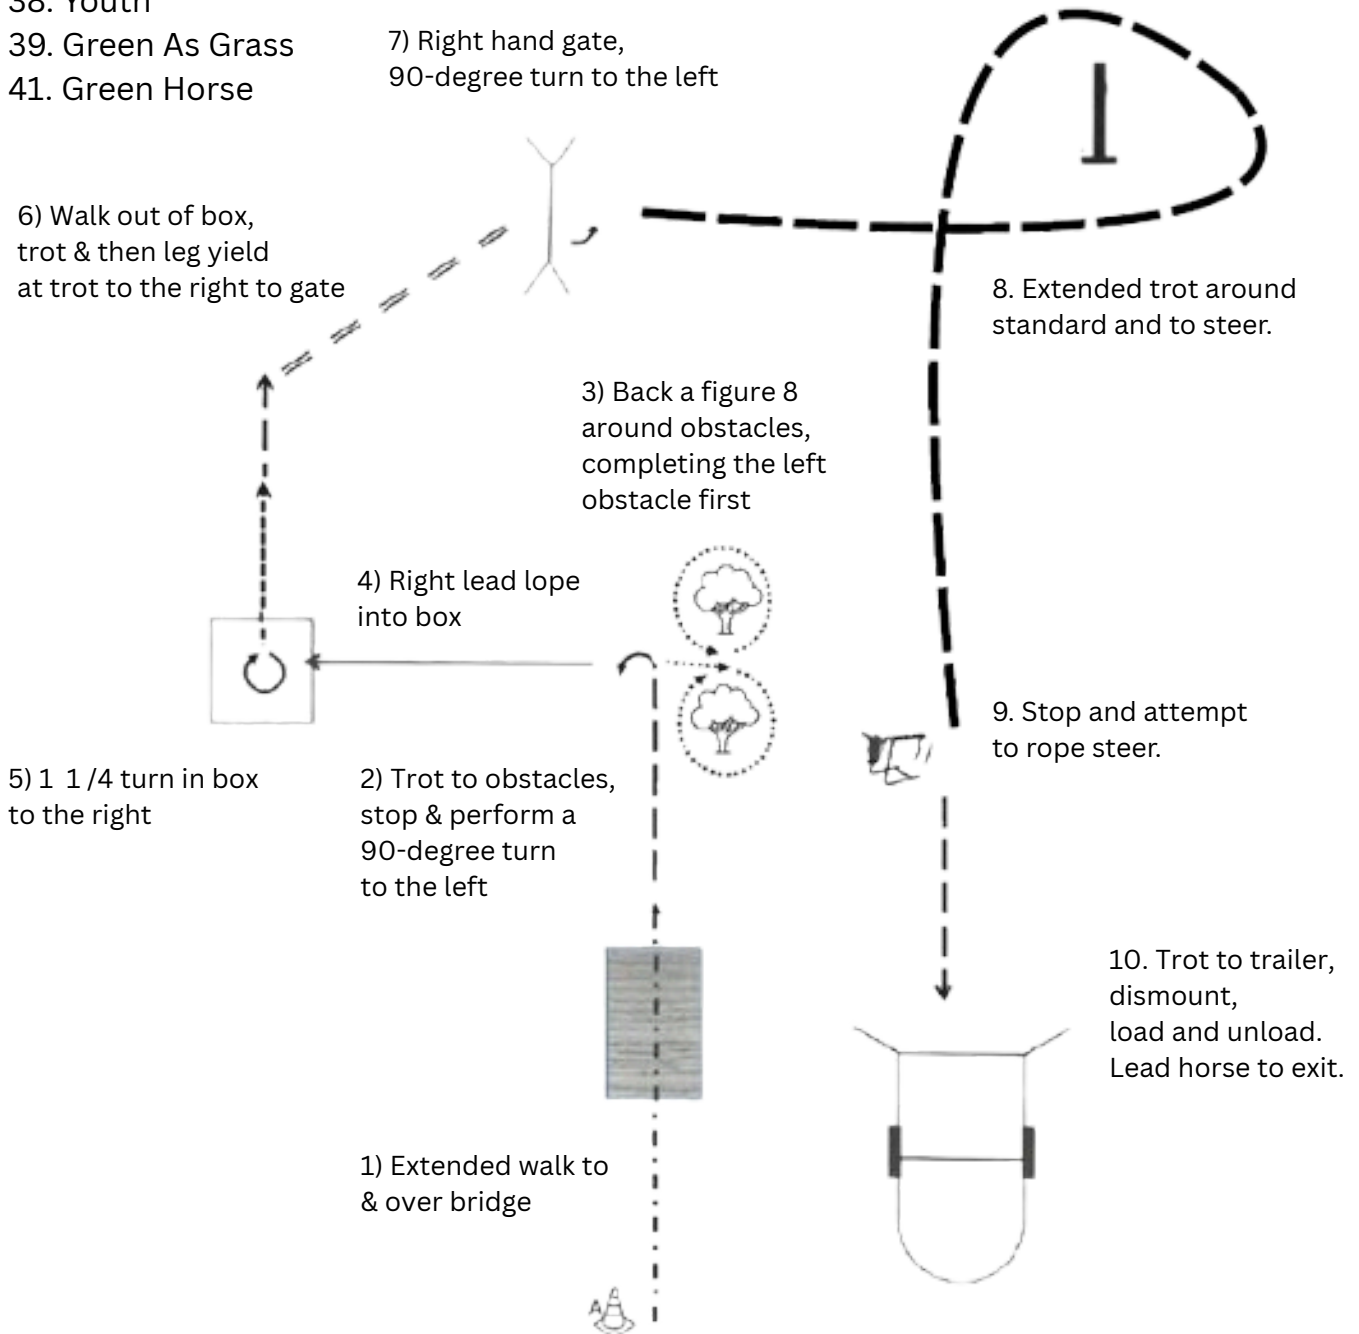 38. Youth
39. Green As Grass
41. Green Horse
7) Right hand gate,
90-degree turn to the left
6) Walk out of box,
trot & then leg yield
at trot to the right to gate
8. Extended trot around
standard and to steer.
3) Back a figure 8
around obstacles,
completing the left
obstacle first
4) Right lead lope
into box
9. Stop and attempt
to rope steer.
5) 1 1/4 turn in box
to the right
2) Trot to obstacles,
stop & perform a
90-degree turn
to the left
10. Trot to trailer,
dismount,
load and unload.
Lead horse to exit.
1) Extended walk to
& over bridge
A